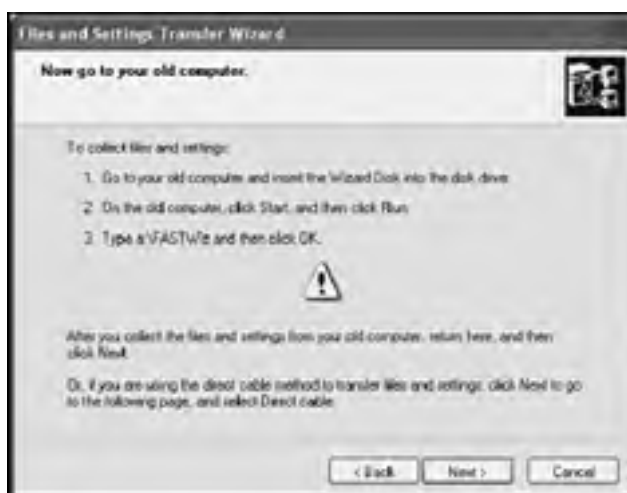 Files and Settings Transfer Wizard
Now go to your old computer.
To collect files and settings:
1. Go to your old computer and insert the Wizard Disk into the disk drive.
2. On the old computer, click Start, and then click Run.
3. Type a:\FASTWiz and then click OK.
After you collect the files and settings from your old computer, return here, and then
click Next.
Or, if you are using the direct cable method to transfer files and settings, click Next to go
to the following page, and select Direct cable.
< Back
Next >
Cancel